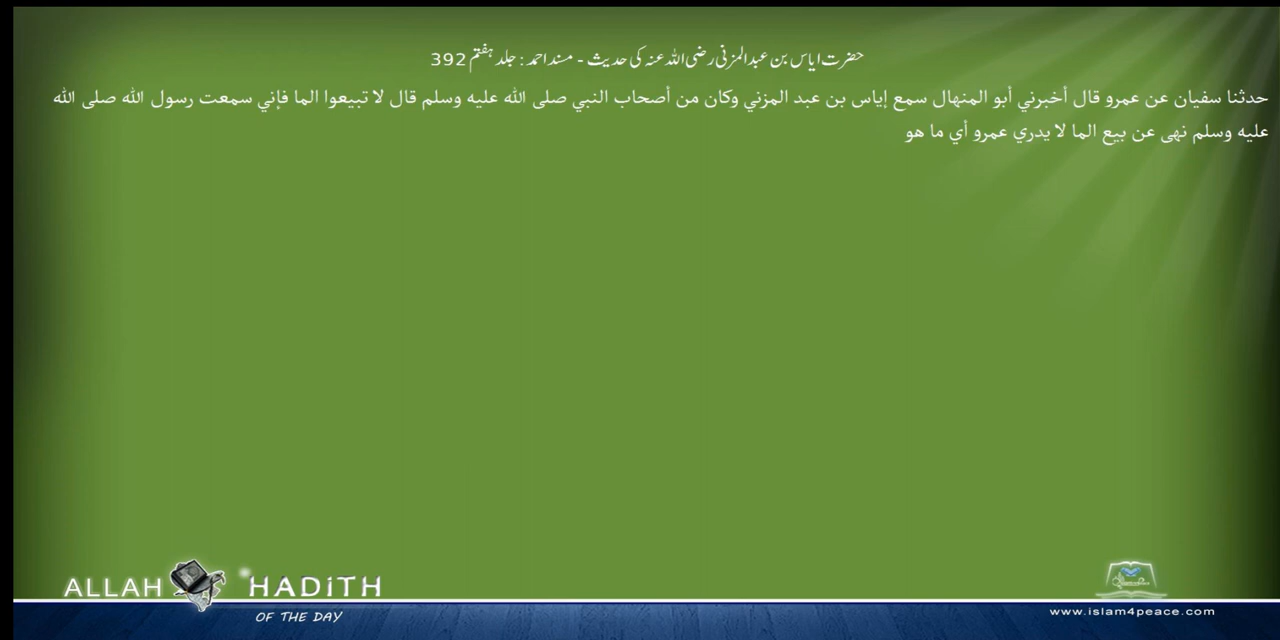 حضرت ایاس بن عبدالمزنی رضی اللہ عنہ کی حدیث - مسند احمد : جلد ہفتم 392
حدثنا سفيان عن عمرو قال أخبرني أبو المنهال سمع إياس بن عبد المزني وكان من أصحاب النبي صلى الله عليه وسلم قال لا تبيعوا الما فإني سمعت رسول الله صلى الله
عليه وسلم نهى عن بيع الما لا يدري عمرو أي ما هو
ALLAH HADITH
OF THE DAY
www.islam4peace.com